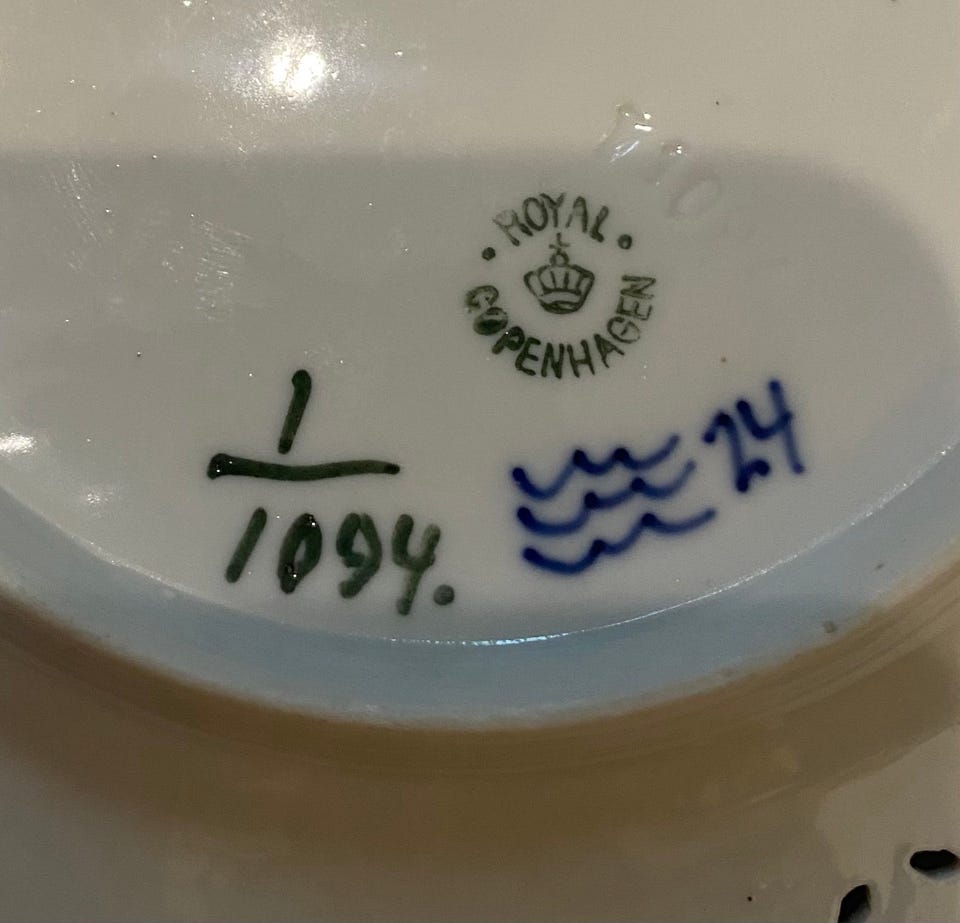 ROYAL
COPENHAGEN
1
1094.
24